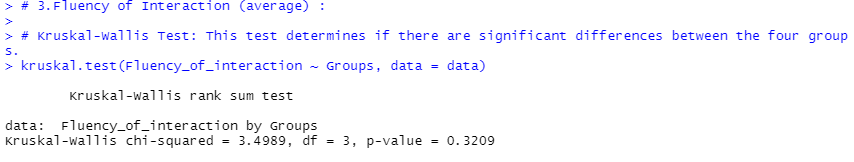 > # 3.Fluency of Interaction (average) :
>
> # Kruskal-Wallis Test: This test determines if there are significant differences between the four group
s.
> kruskal.test(Fluency_of_interaction ~ Groups, data = data)
Kruskal-Wallis rank sum test
data:  Fluency_of_interaction by Groups
Kruskal-Wallis chi-squared = 3.4989, df = 3, p-value = 0.3209